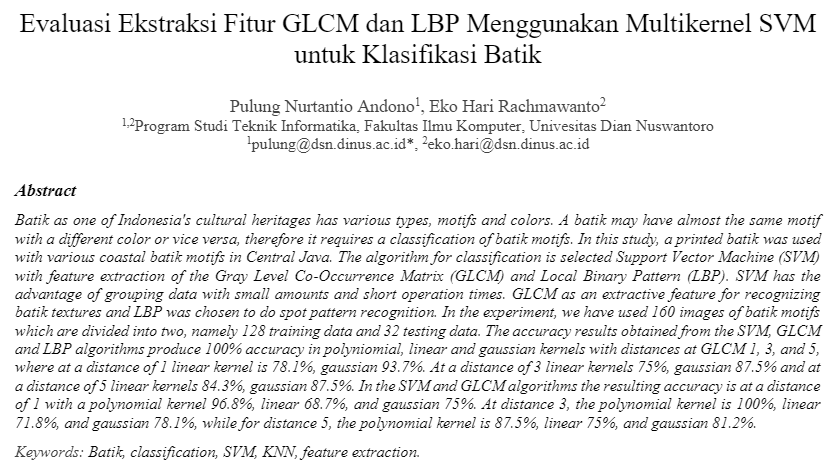 Evaluasi Ekstraksi Fitur GLCM dan LBP Menggunakan Multikernel SVM
untuk Klasifikasi Batik
Pulung Nurtantio Andono¹, Eko Hari Rachmawanto²
¹,²Program Studi Teknik Informatika, Fakultas Ilmu Komputer, Univesitas Dian Nuswantoro
¹pulung@dsn.dinus.ac.id*, ²eko.hari@dsn.dinus.ac.id
Abstract
Batik as one of Indonesia's cultural heritages has various types, motifs and colors. A batik may have almost the same motif
with a different color or vice versa, therefore it requires a classification of batik motifs. In this study, a printed batik was used
with various coastal batik motifs in Central Java. The algorithm for classification is selected Support Vector Machine (SVM)
with feature extraction of the Gray Level Co-Occurrence Matrix (GLCM) and Local Binary Pattern (LBP). SVM has the
advantage of grouping data with small amounts and short operation times. GLCM as an extractive feature for recognizing
batik textures and LBP was chosen to do spot pattern recognition. In the experiment, we have used 160 images of batik motifs
which are divided into two, namely 128 training data and 32 testing data. The accuracy results obtained from the SVM, GLCM
and LBP algorithms produce 100% accuracy in polyniomial, linear and gaussian kernels with distances at GLCM 1, 3, and 5,
where at a distance of 1 linear kernel is 78.1%, gaussian 93.7%. At a distance of 3 linear kernels 75%, gaussian 87.5% and at
a distance of 5 linear kernels 84.3%, gaussian 87.5%. In the SVM and GLCM algorithms the resulting accuracy is at a distance
of 1 with a polynomial kernel 96.8%, linear 68.7%, and gaussian 75%. At distance 3, the polynomial kernel is 100%, linear
71.8%, and gaussian 78.1%, while for distance 5, the polynomial kernel is 87.5%, linear 75%, and gaussian 81.2%.
Keywords: Batik, classification, SVM, KNN, feature extraction.